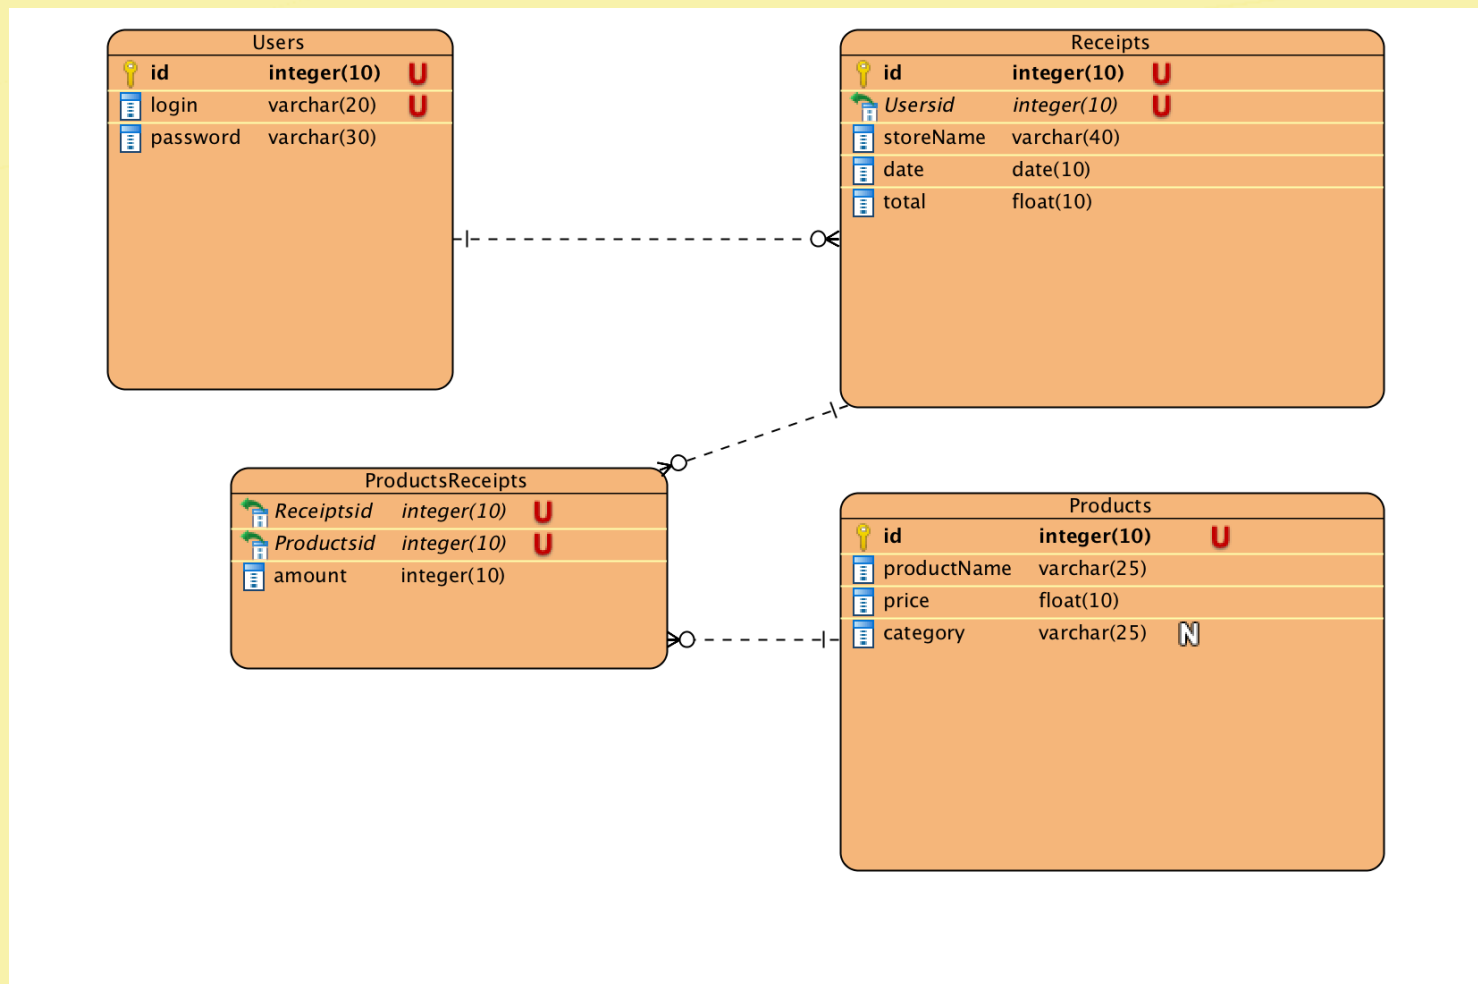 Users
id integer(10) U
login varchar(20) U
password varchar(30)
Receipts
id integer(10) U
Usersid integer(10) U
storeName varchar(40)
date date(10)
total float(10)
ProductsReceipts
Receiptsid integer(10) U
Productsid integer(10) U
amount integer(10)
Products
id integer(10) U
productName varchar(25)
price float(10)
category varchar(25) N